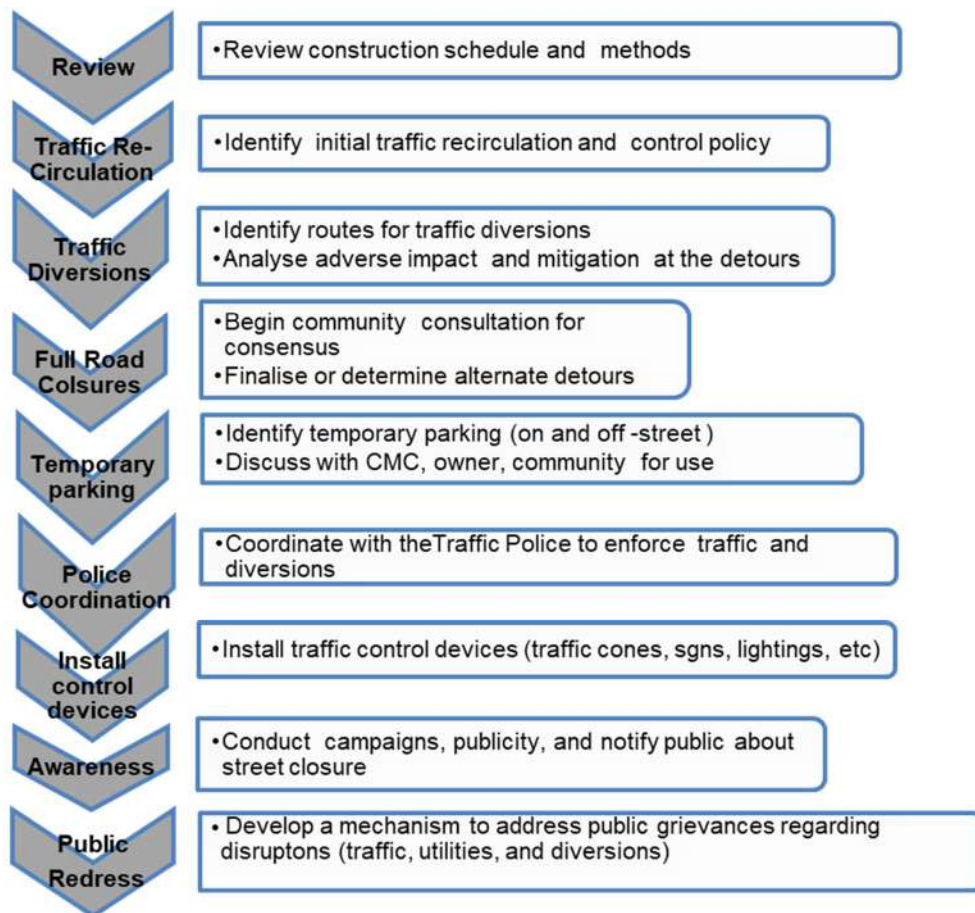 Review
•Review construction schedule and methods
Traffic Re-
Circulation
•Identify initial traffic recirculation and control policy
Traffic
Diversions
•Identify routes for traffic diversions
•Analyse adverse impact and mitigation at the detours
Full Road
Colsures
•Begin community consultation for
consensus
•Finalise or determine alternate detours
Temporary
parking
•Identify temporary parking (on and off -street )
•Discuss with CMC, owner, community for use
Police
Coordination
•Coordinate with theTraffic Police to enforce traffic and
diversions
Install
control
devices
•Install traffic control devices (traffic cones, sgns, lightings, etc)
Awareness
•Conduct campaigns, publicity, and notify public about
street closure
Public
Redress
• Develop a mechanism to address public grievances regarding
disruptons (traffic, utilities, and diversions)